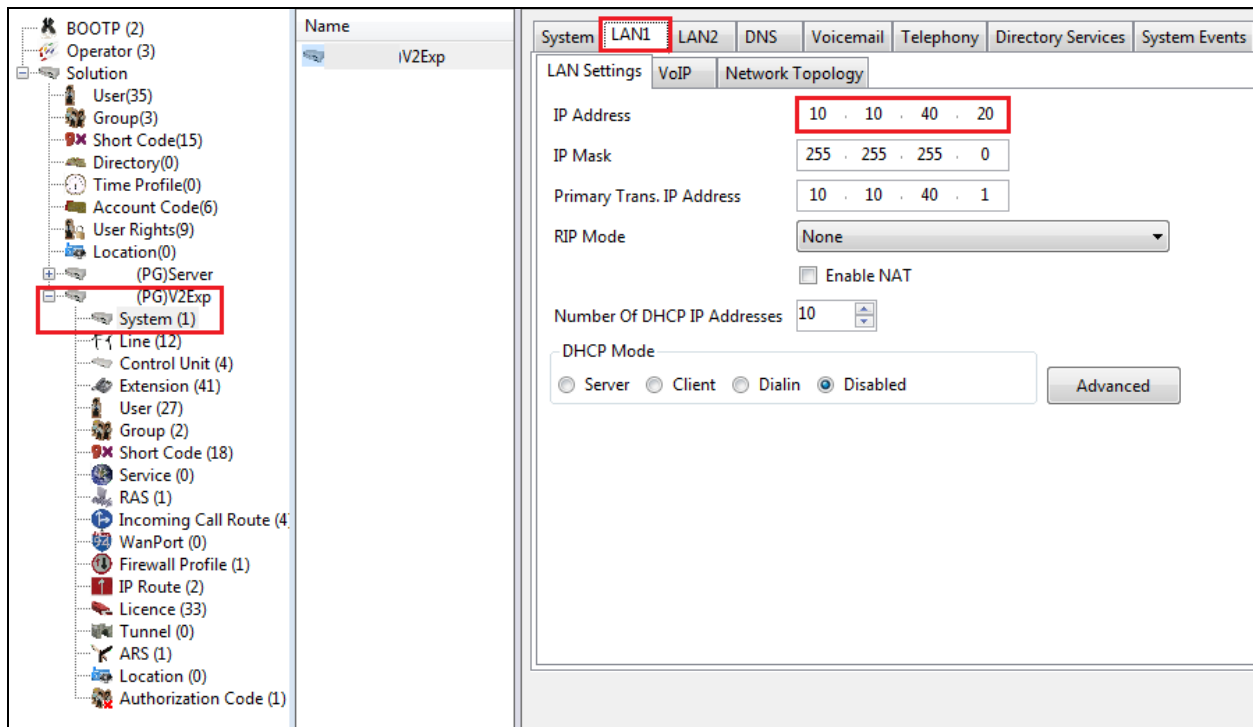 BOOTP (2)
Operator (3)
Solution
User(35)
Group(3)
Short Code(15)
Directory(0)
Time Profile(0)
Account Code(6)
User Rights(9)
Location(0)
(PG)Server
(PG)V2Exp
System (1)
Line (12)
Control Unit (4)
Extension (41)
User (27)
Group (2)
Short Code (18)
Service (0)
RAS (1)
Incoming Call Route (4
WanPort (0)
Firewall Profile (1)
IP Route (2)
Licence (33)
Tunnel (0)
ARS (1)
Location (0)
Authorization Code (1)
Name
V2Exp
System LAN1 LAN2 DNS Voicemail Telephony Directory Services System Events
LAN Settings VoIP Network Topology
IP Address 10 . 10 . 40 . 20
IP Mask 255 . 255 . 255 . 0
Primary Trans. IP Address 10 . 10 . 40 . 1
RIP Mode None
Enable NAT
Number Of DHCP IP Addresses 10
DHCP Mode
Server Client Dialin Disabled Advanced